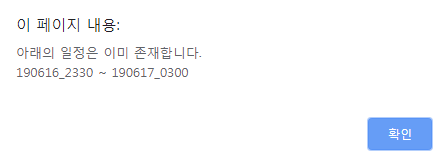 이 페이지 내용:
아래의 일정은 이미 존재합니다.
190616_2330 ~ 190617_0300
확인